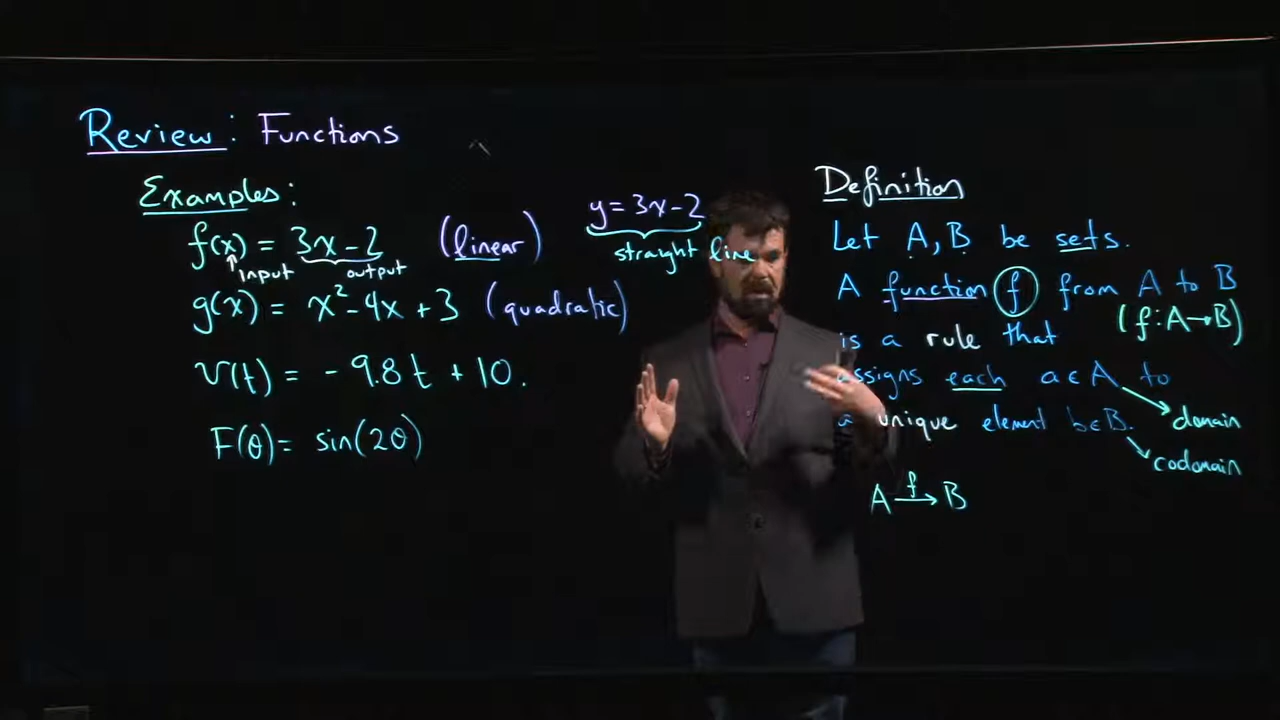 Review: Functions
Examples:
f(x) = 3x-2 (linear)
input output
y = 3x-2
straight line
g(x) = x² - 4x + 3 (quadratic)
v(t) = -9.8t + 10.
F(θ) = sin(2θ)
Definition
Let A, B be sets.
A function f from A to B
(f: A→B)
is a rule that
assigns each a∈A to
domain
a unique element b∈B.
codomain
A →f B